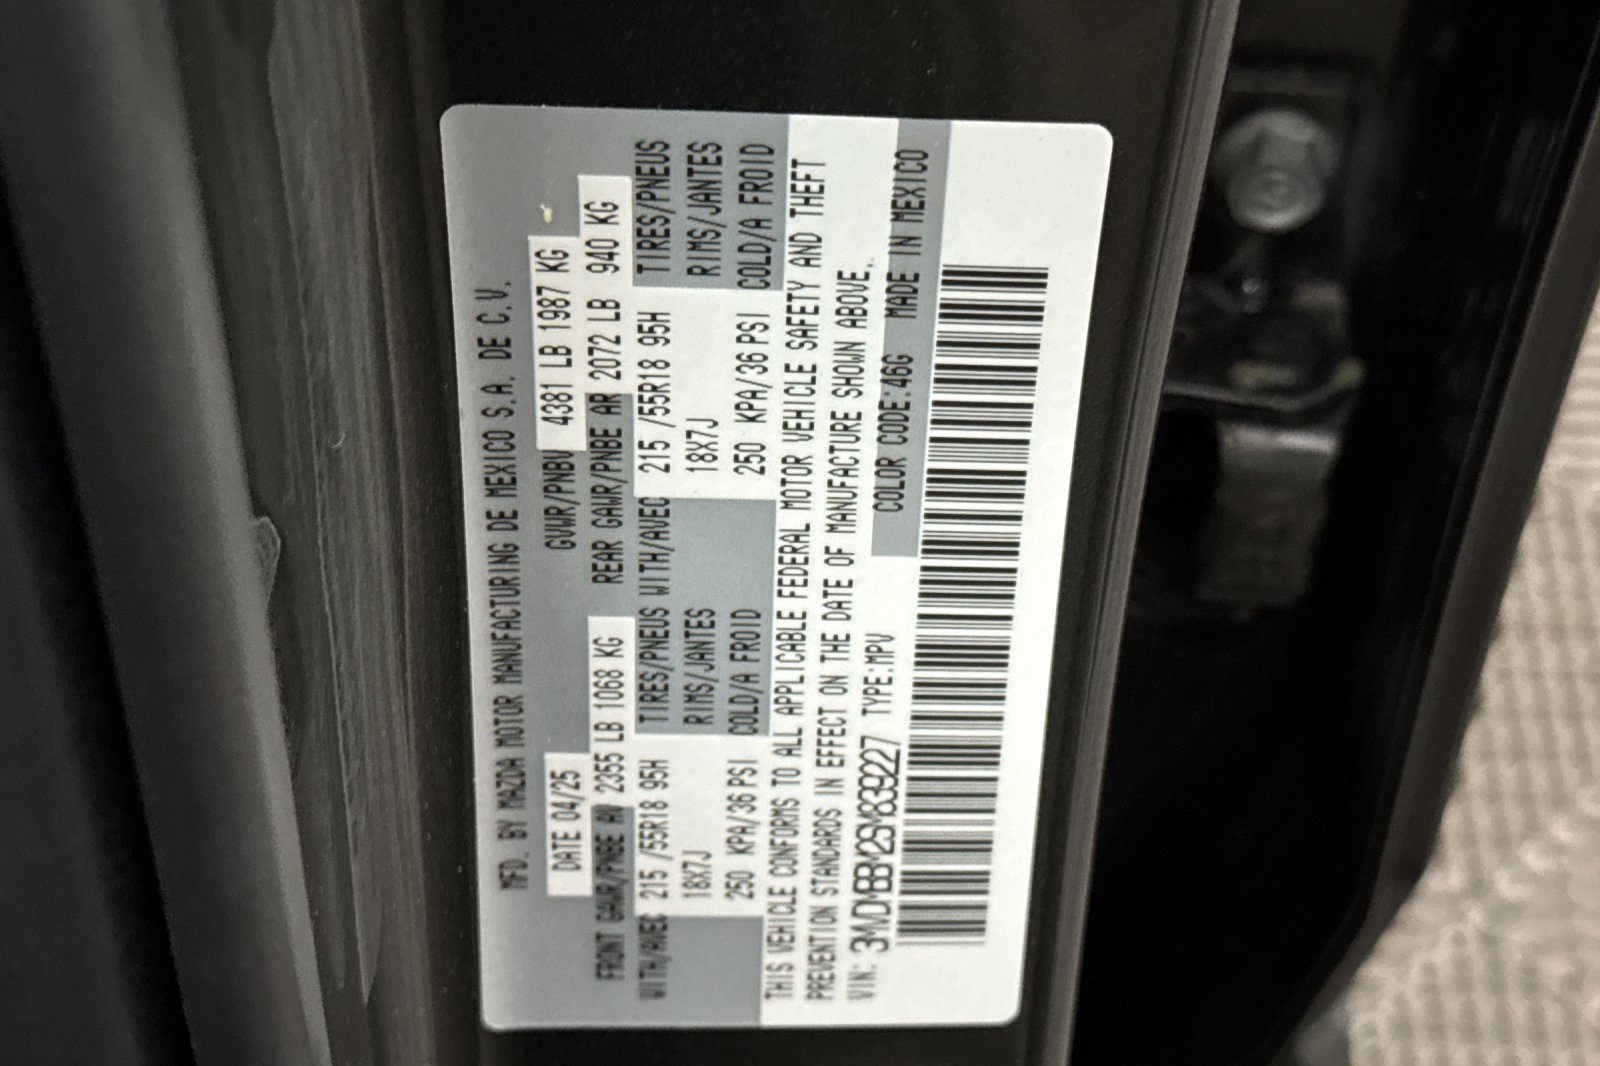 MFD. BY MAZDA MOTOR MANUFACTURING DE MEXICO S.A. DE C.V.
DATE 04/25 GVWR/PNBV 4381 LB 1987 KG
FRONT GAWR/PNBE AV 2355 LB 1068 KG REAR GAWR/PNBE AR 2072 LB 940 KG
WITH/AVEC 215 /55R18 95H TIRES/PNEUS WITH/AVEC 215 /55R18 95H TIRES/PNEUS
18X7J RIMS/JANTES 18X7J RIMS/JANTES
250 KPA/36 PSI COLD/A FROID 250 KPA/36 PSI COLD/A FROID
THIS VEHICLE CONFORMS TO ALL APPLICABLE FEDERAL MOTOR VEHICLE SAFETY AND THEFT
PREVENTION STANDARDS IN EFFECT ON THE DATE OF MANUFACTURE SHOWN ABOVE.
VIN: 3MVDMBBM2SM839227 TYPE:MPV COLOR CODE:46G MADE IN MEXICO